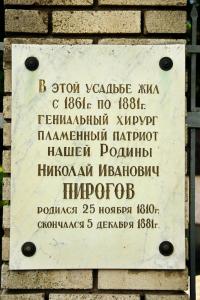 В этой усадьбе жил
с 1861г. по 1881г.
гениальный хирург
пламенный патриот
нашей Родины
Николай Иванович
ПИРОГОВ
родился 25 ноября 1810г.
скончался 5 декабря 1881г.